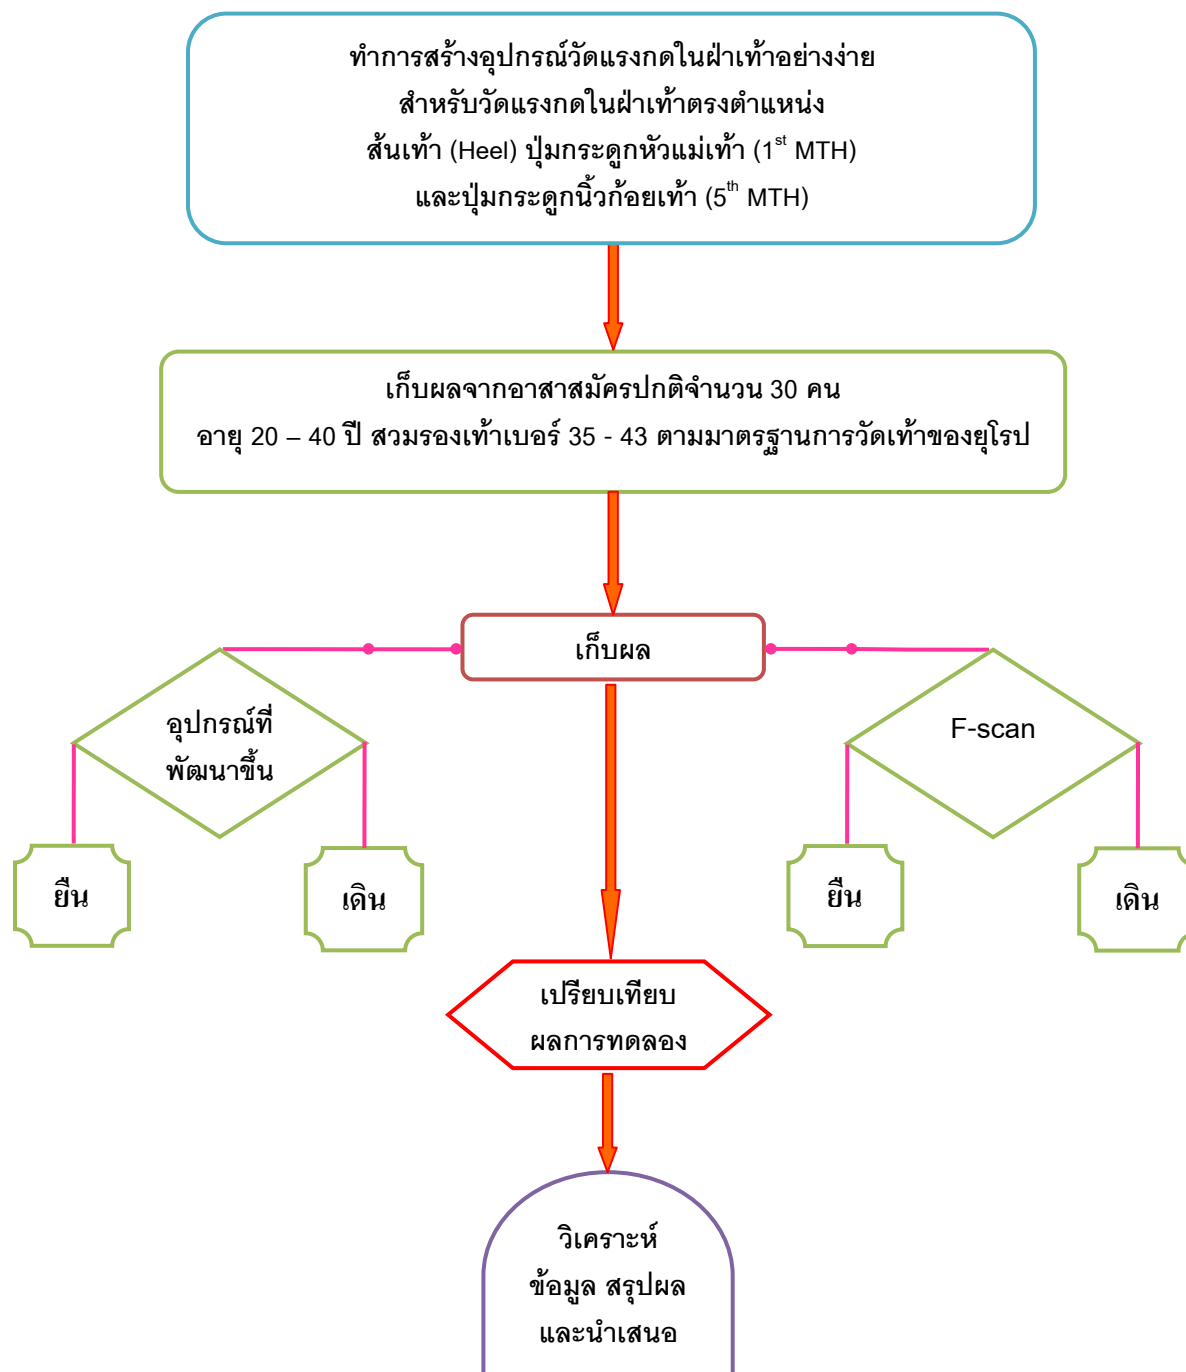 ทำการสร้างอุปกรณ์วัดแรงกดในฝ่าเท้าอย่างง่าย
สำหรับวัดแรงกดในฝ่าเท้าตรงตำแหน่ง
ส้นเท้า (Heel) ปุ่มกระดูกหัวแม่เท้า (1st MTH)
และปุ่มกระดูกนิ้วก้อยเท้า (5th MTH)
เก็บผลจากอาสาสมัครปกติจำนวน 30 คน
อายุ 20 – 40 ปี สวมรองเท้าเบอร์ 35 - 43 ตามมาตรฐานการวัดเท้าของยุโรป
เก็บผล
อุปกรณ์ที่
พัฒนาขึ้น
F-scan
ยืน
เดิน
ยืน
เดิน
เปรียบเทียบ
ผลการทดลอง
วิเคราะห์
ข้อมูล สรุปผล
และนำเสนอ